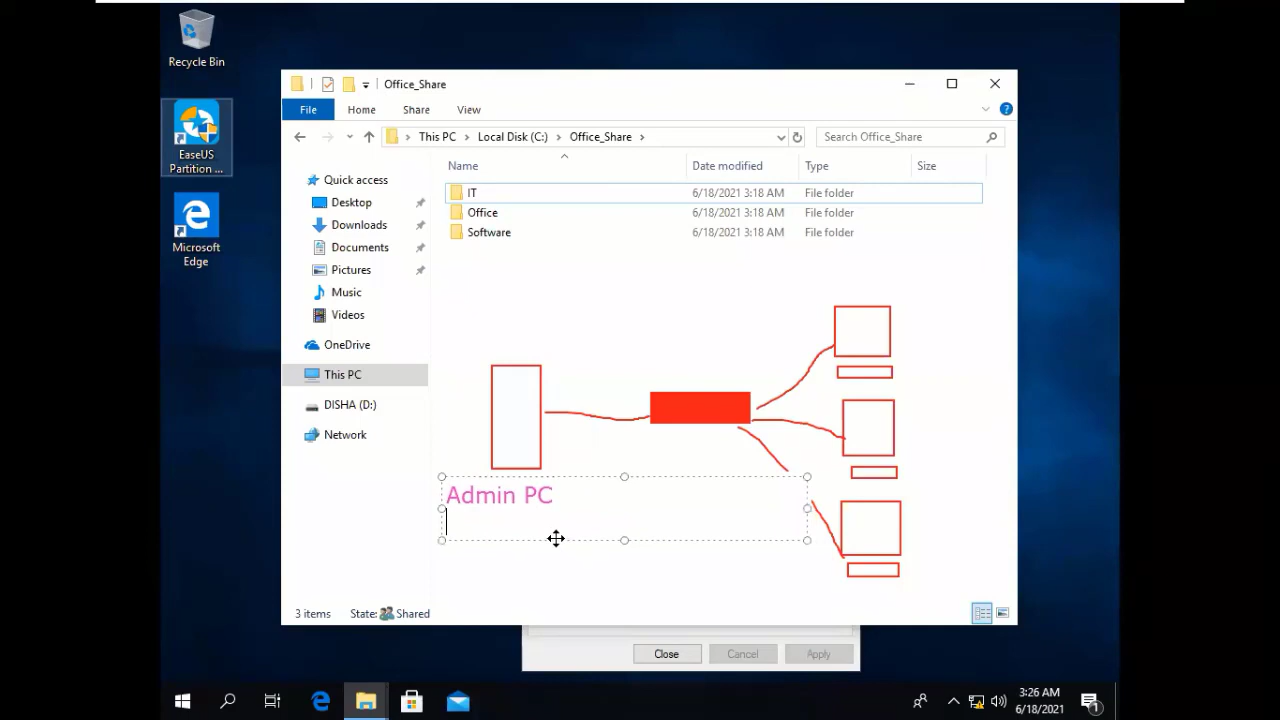 Recycle Bin
EaseUS
Partition ...
Microsoft
Edge
Office_Share
File Home Share View
This PC Local Disk (C:) Office_Share
Search Office_Share
Name Date modified Type Size
IT 6/18/2021 3:18 AM File folder
Office 6/18/2021 3:18 AM File folder
Software 6/18/2021 3:18 AM File folder
Quick access
Desktop
Downloads
Documents
Pictures
Music
Videos
OneDrive
This PC
DISHA (D:)
Network
Admin PC
3 items State: Shared
Close Cancel Apply
3:26 AM
6/18/2021
1